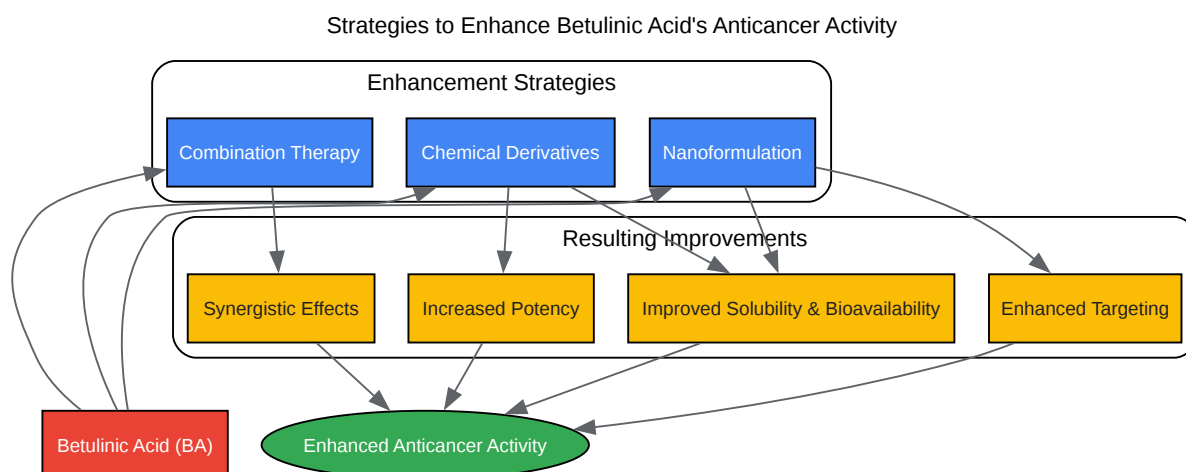 Strategies to Enhance Betulinic Acid's Anticancer Activity
Enhancement Strategies
Combination Therapy
Chemical Derivatives
Nanoformulation
Resulting Improvements
Synergistic Effects
Increased Potency
Improved Solubility & Bioavailability
Enhanced Targeting
Betulinic Acid (BA)
Enhanced Anticancer Activity